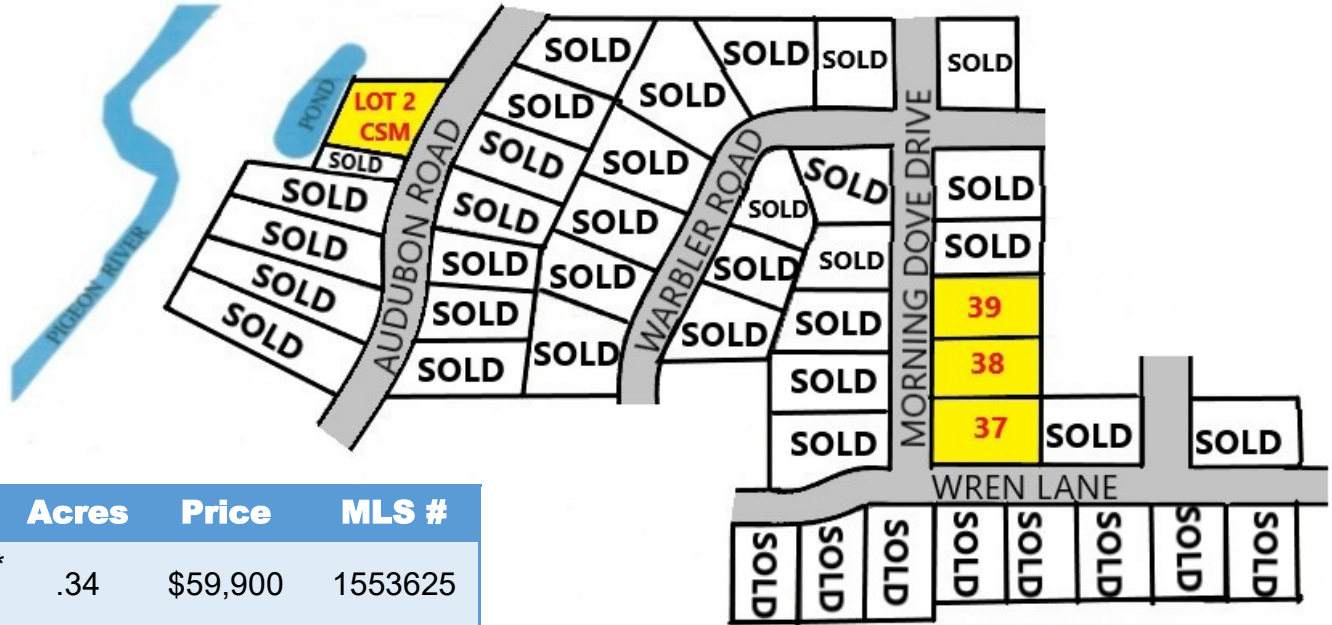 PIGEON RIVER
POND
LOT 2
CSM
SOLD
SOLD
SOLD
SOLD
SOLD
AUDUBON ROAD
SOLD
SOLD
SOLD
SOLD
SOLD
SOLD
SOLD
SOLD
SOLD
SOLD
SOLD
SOLD
WARBLER ROAD
SOLD
SOLD
SOLD
SOLD
SOLD
SOLD
SOLD
SOLD
SOLD
SOLD
SOLD
MORNING DOVE DRIVE
SOLD
SOLD
39
38
37
SOLD
SOLD
WREN LANE
SOLD
SOLD
SOLD
SOLD
SOLD
SOLD
SOLD
SOLD
Acres Price MLS #
* .34 $59,900 1553625